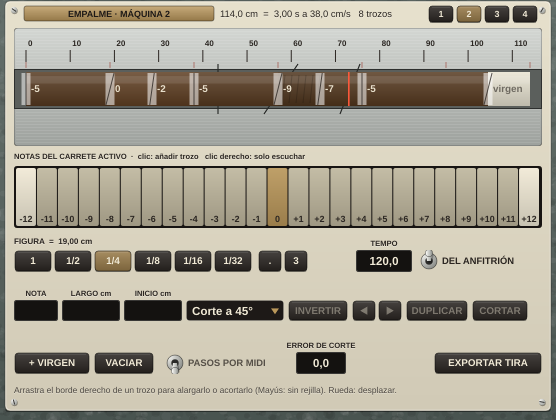 EMPALME · MÁQUINA 2 114,0 cm = 3,00 s a 38,0 cm/s 8 trozos 1 2 3 4
0 10 20 30 40 50 60 70 80 90 100 110
-5 0 -2 -5 -9 -7 -5 virgen
NOTAS DEL CARRETE ACTIVO · clic: añadir trozo clic derecho: solo escuchar
-12 -11 -10 -9 -8 -7 -6 -5 -4 -3 -2 -1 0 +1 +2 +3 +4 +5 +6 +7 +8 +9 +10 +11 +12
FIGURA = 19,00 cm TEMPO
1 1/2 1/4 1/8 1/16 1/32 . 3 120,0 DEL ANFITRIÓN
NOTA LARGO cm INICIO cm
Corte a 45° INVERTIR ◀ ▶ DUPLICAR CORTAR
ERROR DE CORTE
+ VIRGEN VACIAR PASOS POR MIDI 0,0 EXPORTAR TIRA
Arrastra el borde derecho de un trozo para alargarlo o acortarlo (Mayús: sin rejilla). Rueda: desplazar.